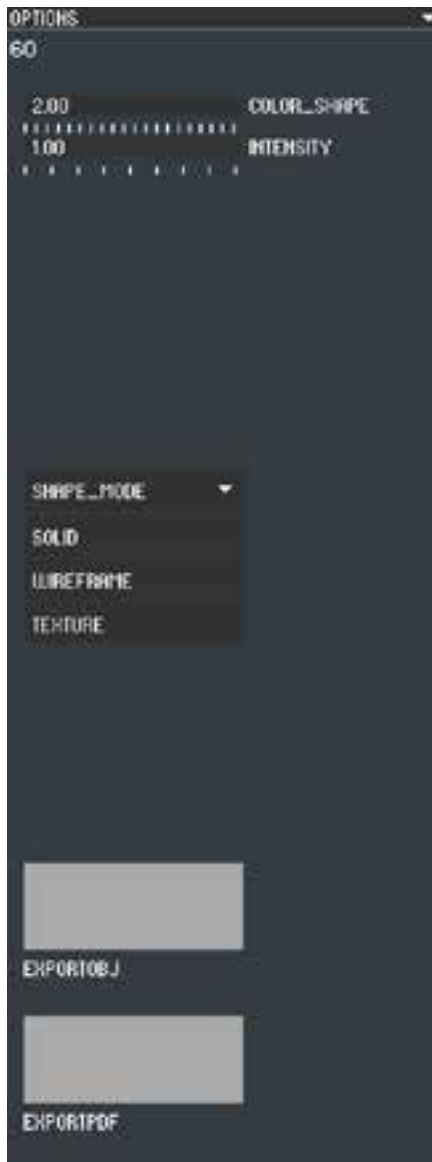 OPTIONS
60
2.00 COLOR_SHAPE
1.00 INTENSITY
SHAPE_MODE
SOLID
WIREFRAME
TEXTURE
EXPORTOBJ
EXPORTPDF